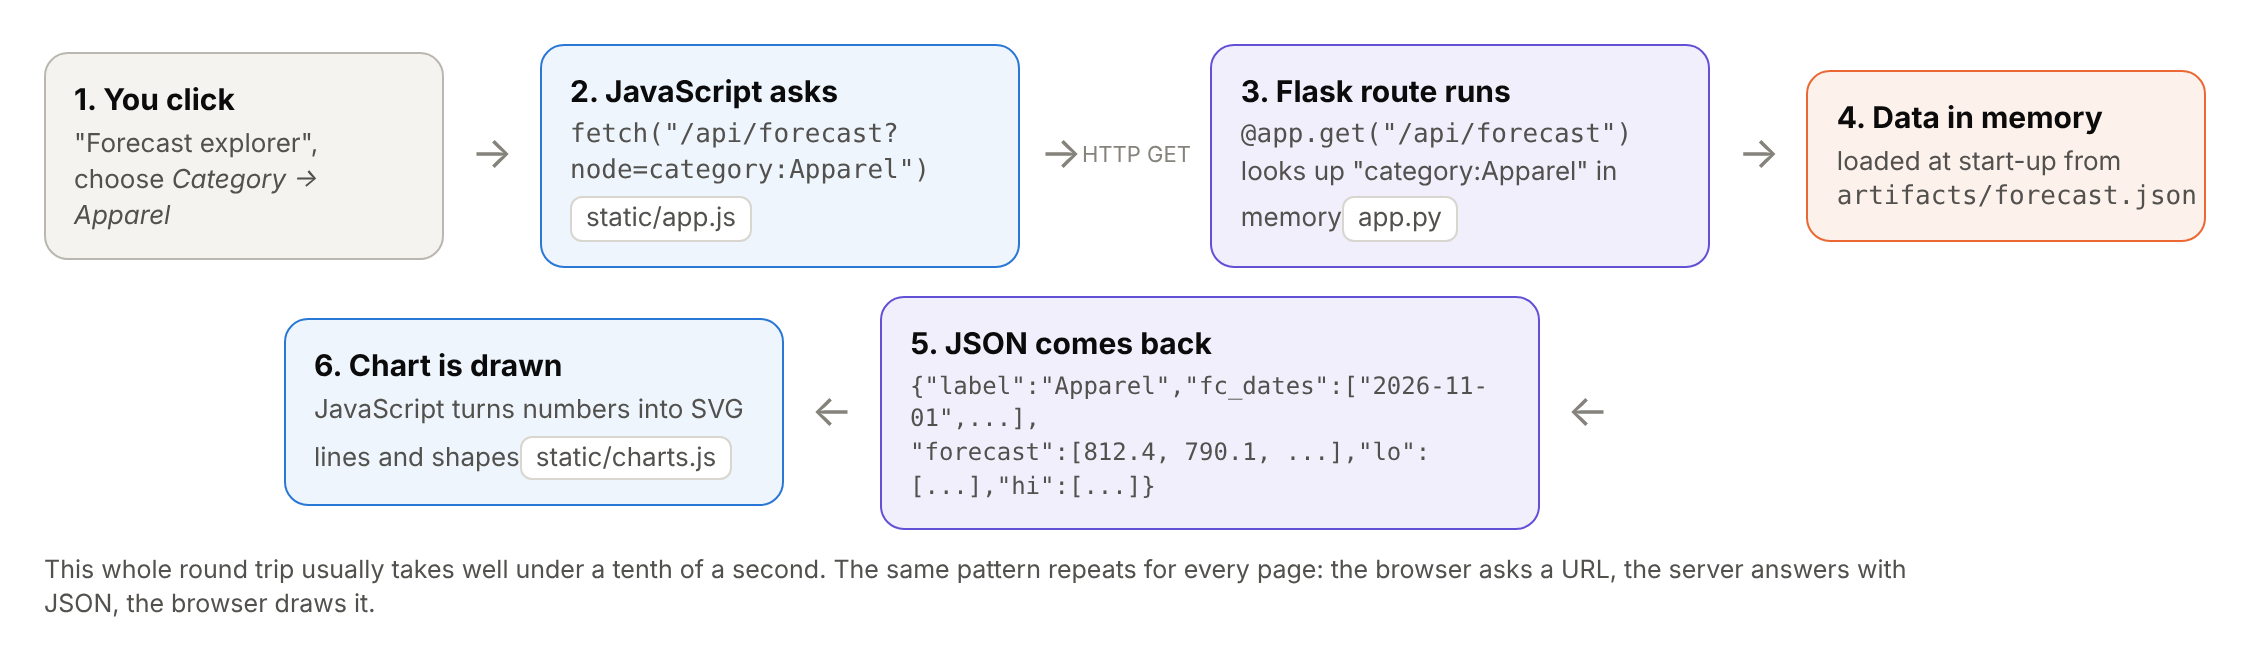 1. You click
"Forecast explorer",
choose Category →
Apparel
→
2. JavaScript asks
fetch("/api/forecast?
node=category:Apparel")
static/app.js
→ HTTP GET
3. Flask route runs
@app.get("/api/forecast")
looks up "category:Apparel" in
memory app.py
→
4. Data in memory
loaded at start-up from
artifacts/forecast.json
←
5. JSON comes back
{"label":"Apparel","fc_dates":["2026-11-
01",...],
"forecast":[812.4, 790.1, ...],"lo":
[...],"hi":[...]}
←
6. Chart is drawn
JavaScript turns numbers into SVG
lines and shapes static/charts.js
This whole round trip usually takes well under a tenth of a second. The same pattern repeats for every page: the browser asks a URL, the server answers with
JSON, the browser draws it.